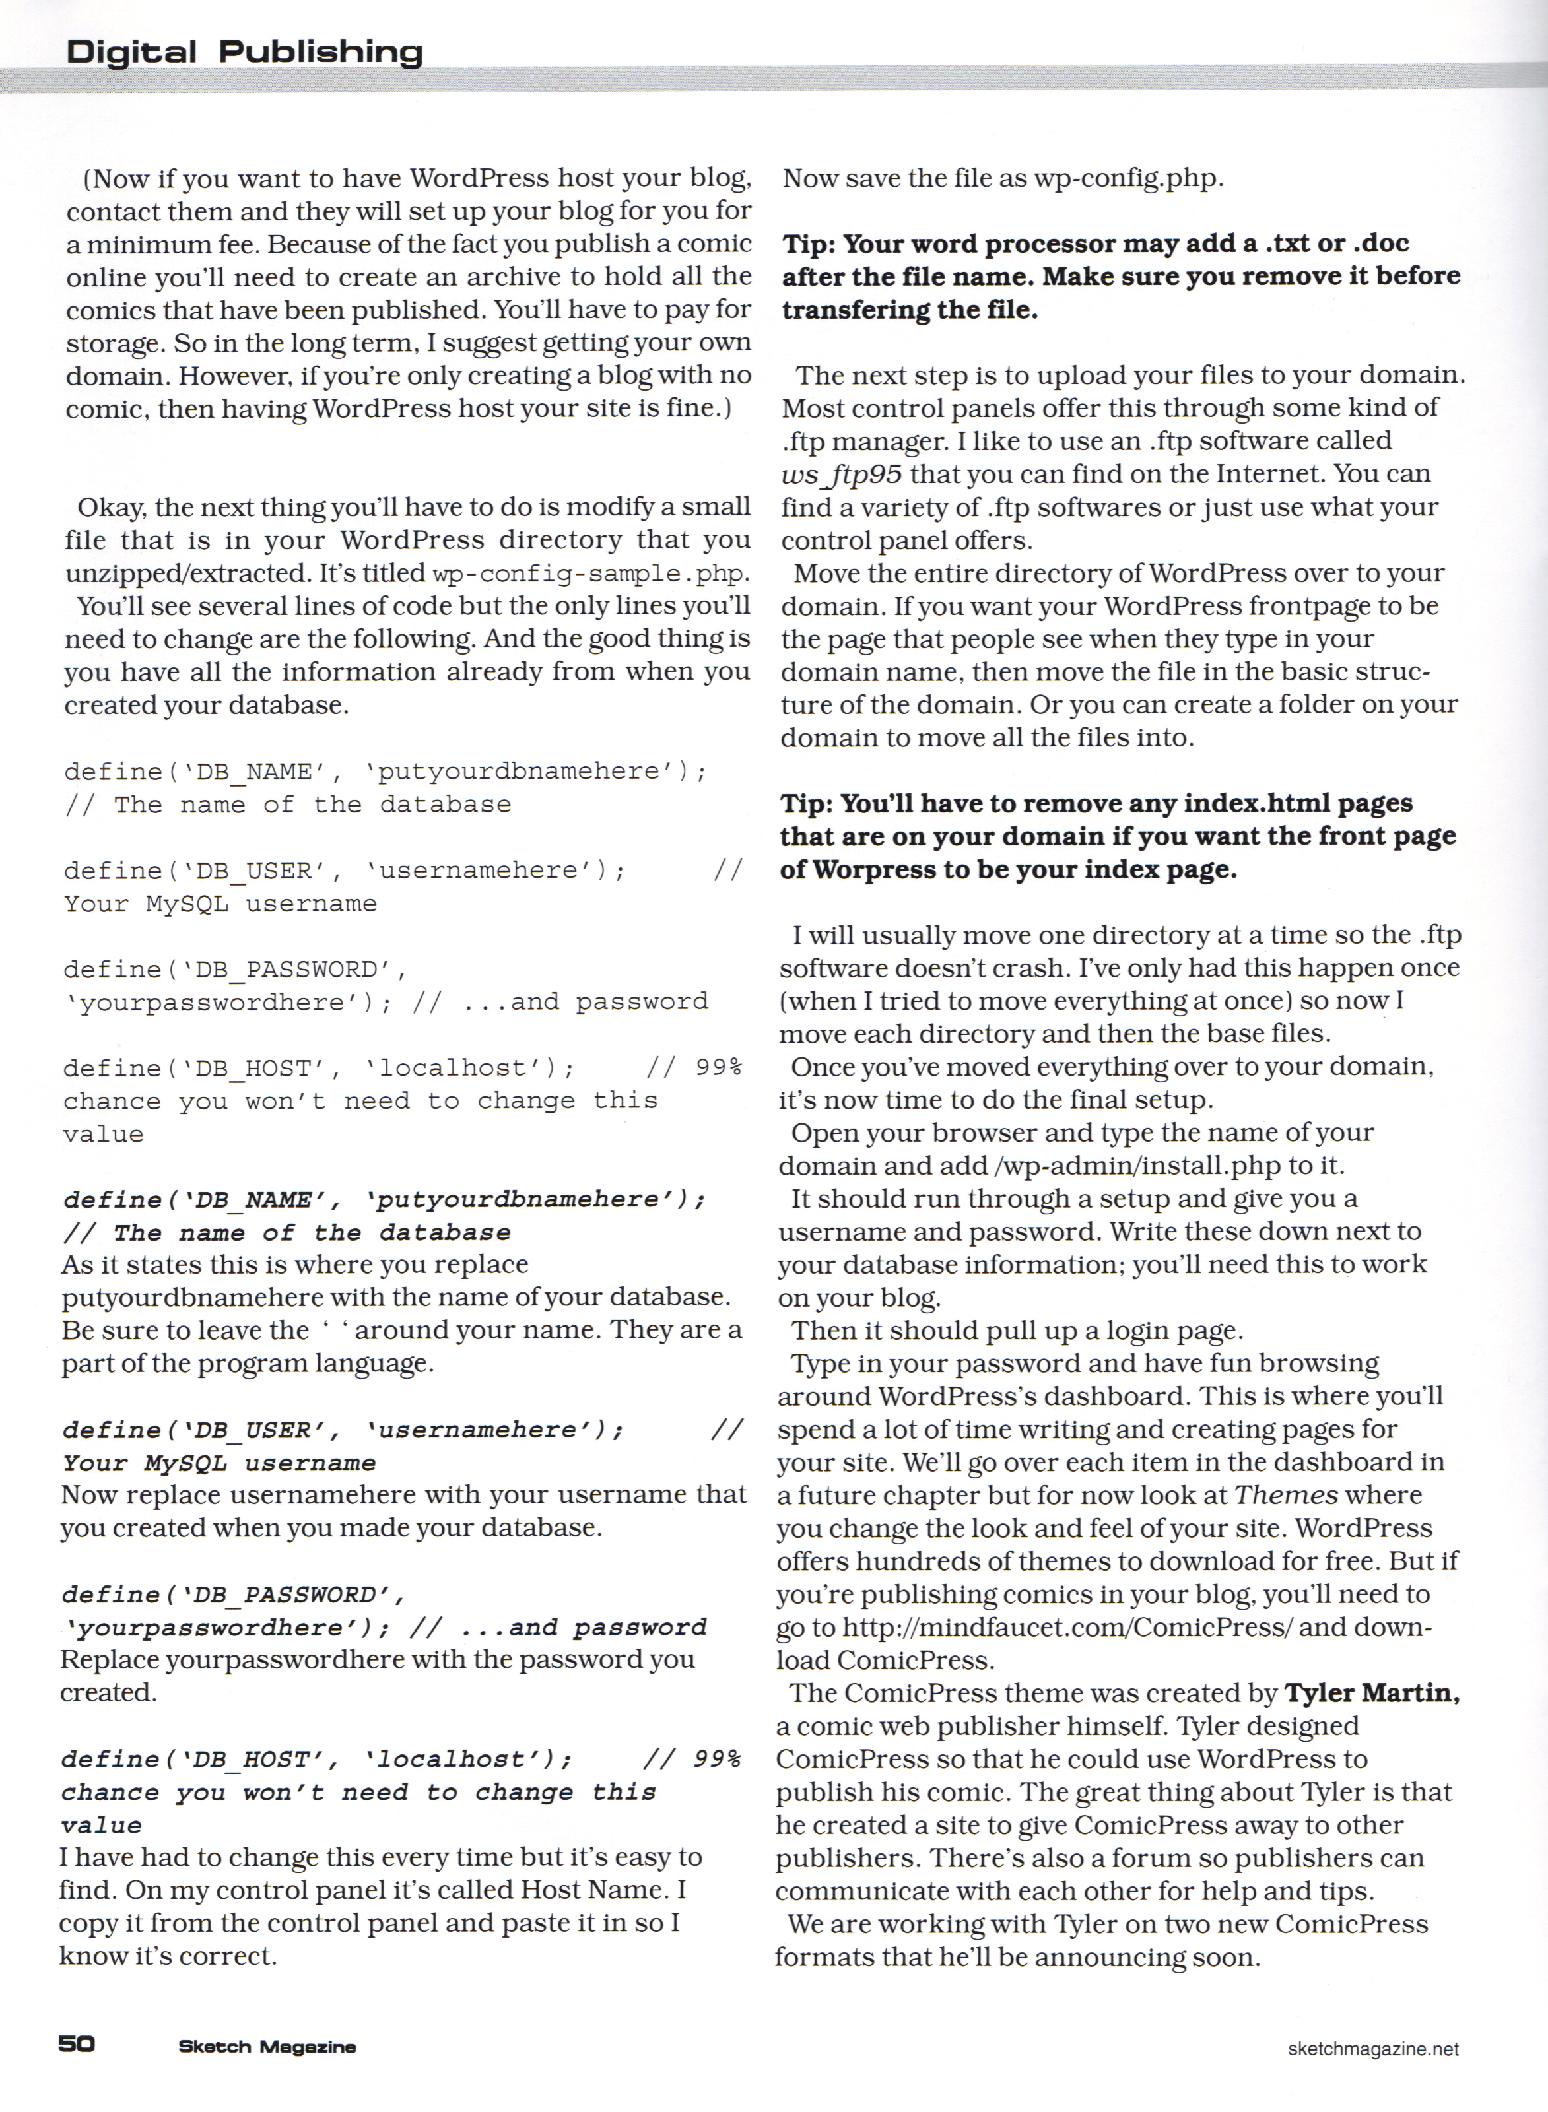 Digital Publishing
(Now if you want to have WordPress host your blog,
contact them and they will set up your blog for you for
a minimum fee. Because of the fact you publish a comic
online you'll need to create an archive to hold all the
comics that have been published. You'll have to pay for
storage. So in the long term, I suggest getting your own
domain. However, if you're only creating a blog with no
comic, then having WordPress host your site is fine.)
Okay, the next thing you'll have to do is modify a small
file that is in your WordPress directory that you
unzipped/extracted. It's titled wp-config-sample.php.
You'll see several lines of code but the only lines you'll
need to change are the following. And the good thing is
you have all the information already from when you
created your database.
define('DB_NAME', 'putyourdbnamehere');
// The name of the database
define('DB_USER', 'usernamehere'); //
Your MySQL username
define('DB_PASSWORD',
'yourpasswordhere'); // ...and password
define('DB_HOST', 'localhost'); // 99%
chance you won't need to change this
value
define('DB_NAME', 'putyourdbnamehere');
// The name of the database
As it states this is where you replace
putyourdbnamehere with the name of your database.
Be sure to leave the ‘ ‘ around your name. They are a
part of the program language.
define('DB_USER', 'usernamehere'); //
Your MySQL username
Now replace usernamehere with your username that
you created when you made your database.
define('DB_PASSWORD',
'yourpasswordhere'); // ...and password
Replace yourpasswordhere with the password you
created.
define('DB_HOST', 'localhost'); // 99%
chance you won't need to change this
value
I have had to change this every time but it's easy to
find. On my control panel it's called Host Name. I
copy it from the control panel and paste it in so I
know it's correct.
Now save the file as wp-config.php.
Tip: Your word processor may add a .txt or .doc
after the file name. Make sure you remove it before
transfering the file.
The next step is to upload your files to your domain.
Most control panels offer this through some kind of
.ftp manager. I like to use an .ftp software called
ws_ftp95 that you can find on the Internet. You can
find a variety of .ftp softwares or just use what your
control panel offers.
Move the entire directory of WordPress over to your
domain. If you want your WordPress frontpage to be
the page that people see when they type in your
domain name, then move the file in the basic struc-
ture of the domain. Or you can create a folder on your
domain to move all the files into.
Tip: You'll have to remove any index.html pages
that are on your domain if you want the front page
of Worpress to be your index page.
I will usually move one directory at a time so the .ftp
software doesn't crash. I've only had this happen once
(when I tried to move everything at once) so now I
move each directory and then the base files.
Once you've moved everything over to your domain,
it's now time to do the final setup.
Open your browser and type the name of your
domain and add /wp-admin/install.php to it.
It should run through a setup and give you a
username and password. Write these down next to
your database information; you'll need this to work
on your blog.
Then it should pull up a login page.
Type in your password and have fun browsing
around WordPress's dashboard. This is where you'll
spend a lot of time writing and creating pages for
your site. We'll go over each item in the dashboard in
a future chapter but for now look at Themes where
you change the look and feel of your site. WordPress
offers hundreds of themes to download for free. But if
you're publishing comics in your blog, you'll need to
go to http://mindfaucet.com/ComicPress/ and down-
load ComicPress.
The ComicPress theme was created by Tyler Martin,
a comic web publisher himself. Tyler designed
ComicPress so that he could use WordPress to
publish his comic. The great thing about Tyler is that
he created a site to give ComicPress away to other
publishers. There's also a forum so publishers can
communicate with each other for help and tips.
We are working with Tyler on two new ComicPress
formats that he'll be announcing soon.
50 Sketch Magazine
sketchmagazine.net